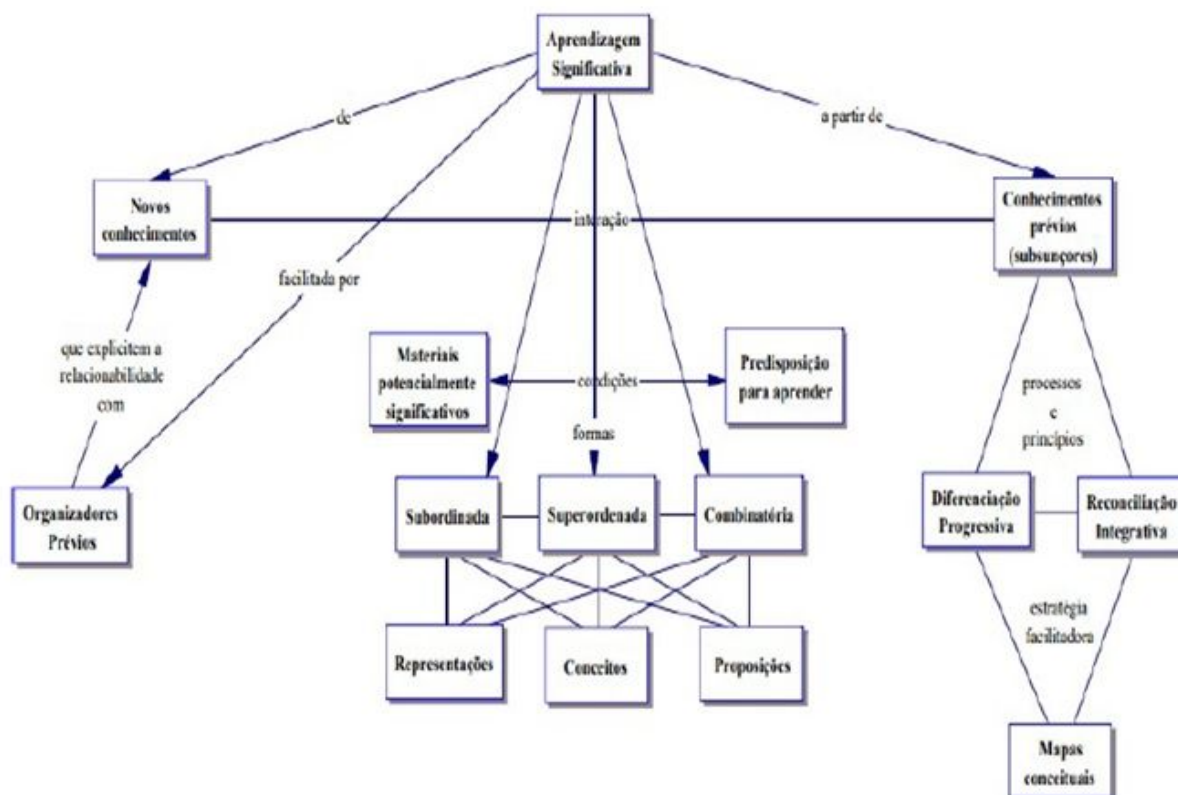 Aprendizagem
Significativa
de
a partir de
Novos
conhecimentos
interação
Conhecimentos
prévios
(subsunçores)
facilitada por
que explicitem a
relacionabilidade
com
Materiais
potencialmente
significativos
condições
Predisposição
para aprender
processos
e
princípios
formas
Organizadores
Prévios
Subordinada
Superordenada
Combinatória
Diferenciação
Progressiva
Reconciliação
Integrativa
estratégia
facilitadora
Representações
Conceitos
Proposições
Mapas
conceituais